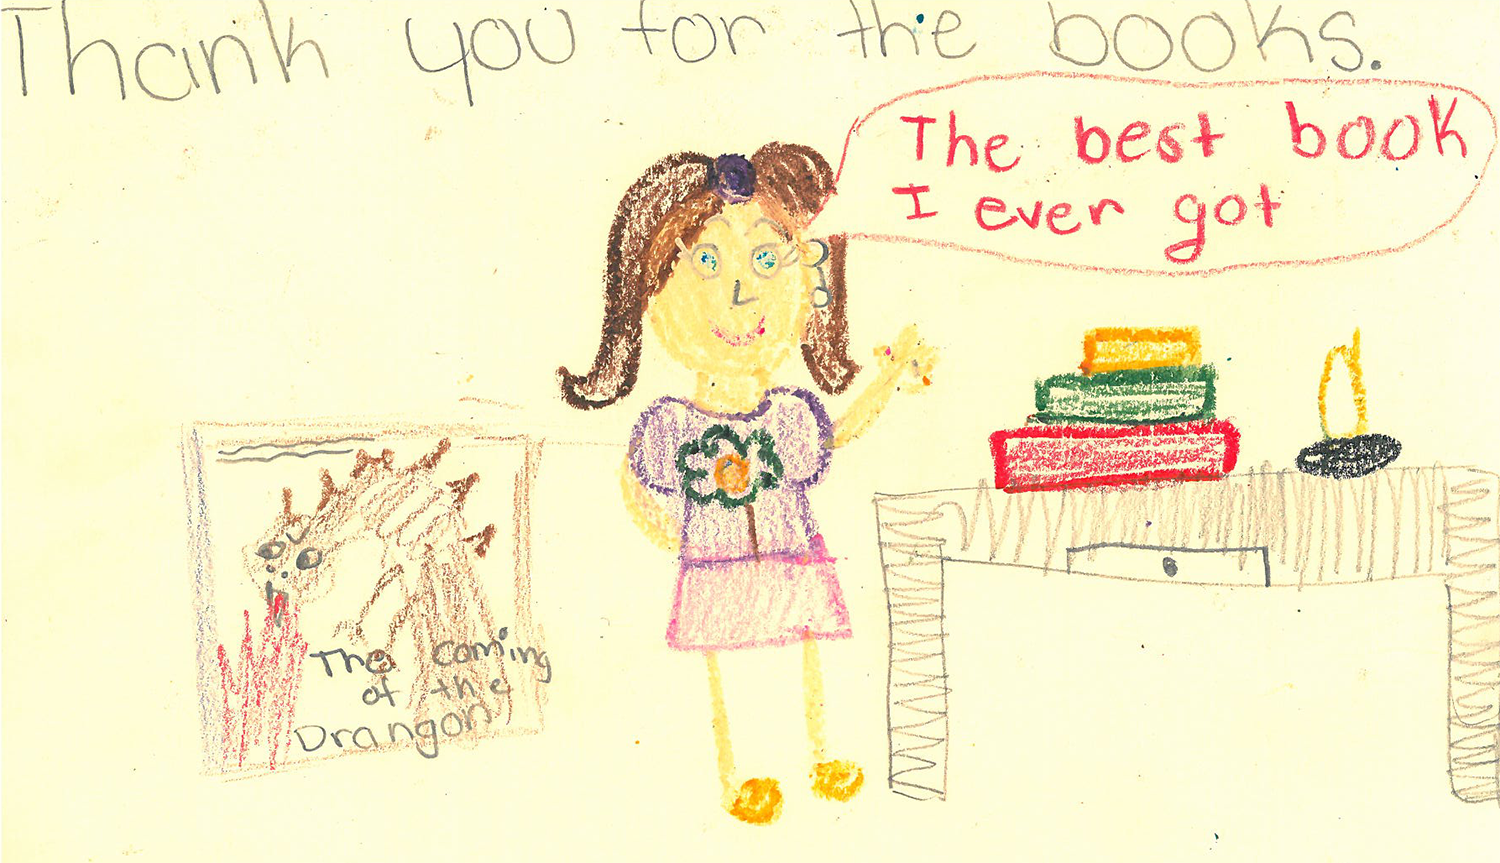 Thank you for the books.
The best book
I ever got
The coming
of the
Drangon